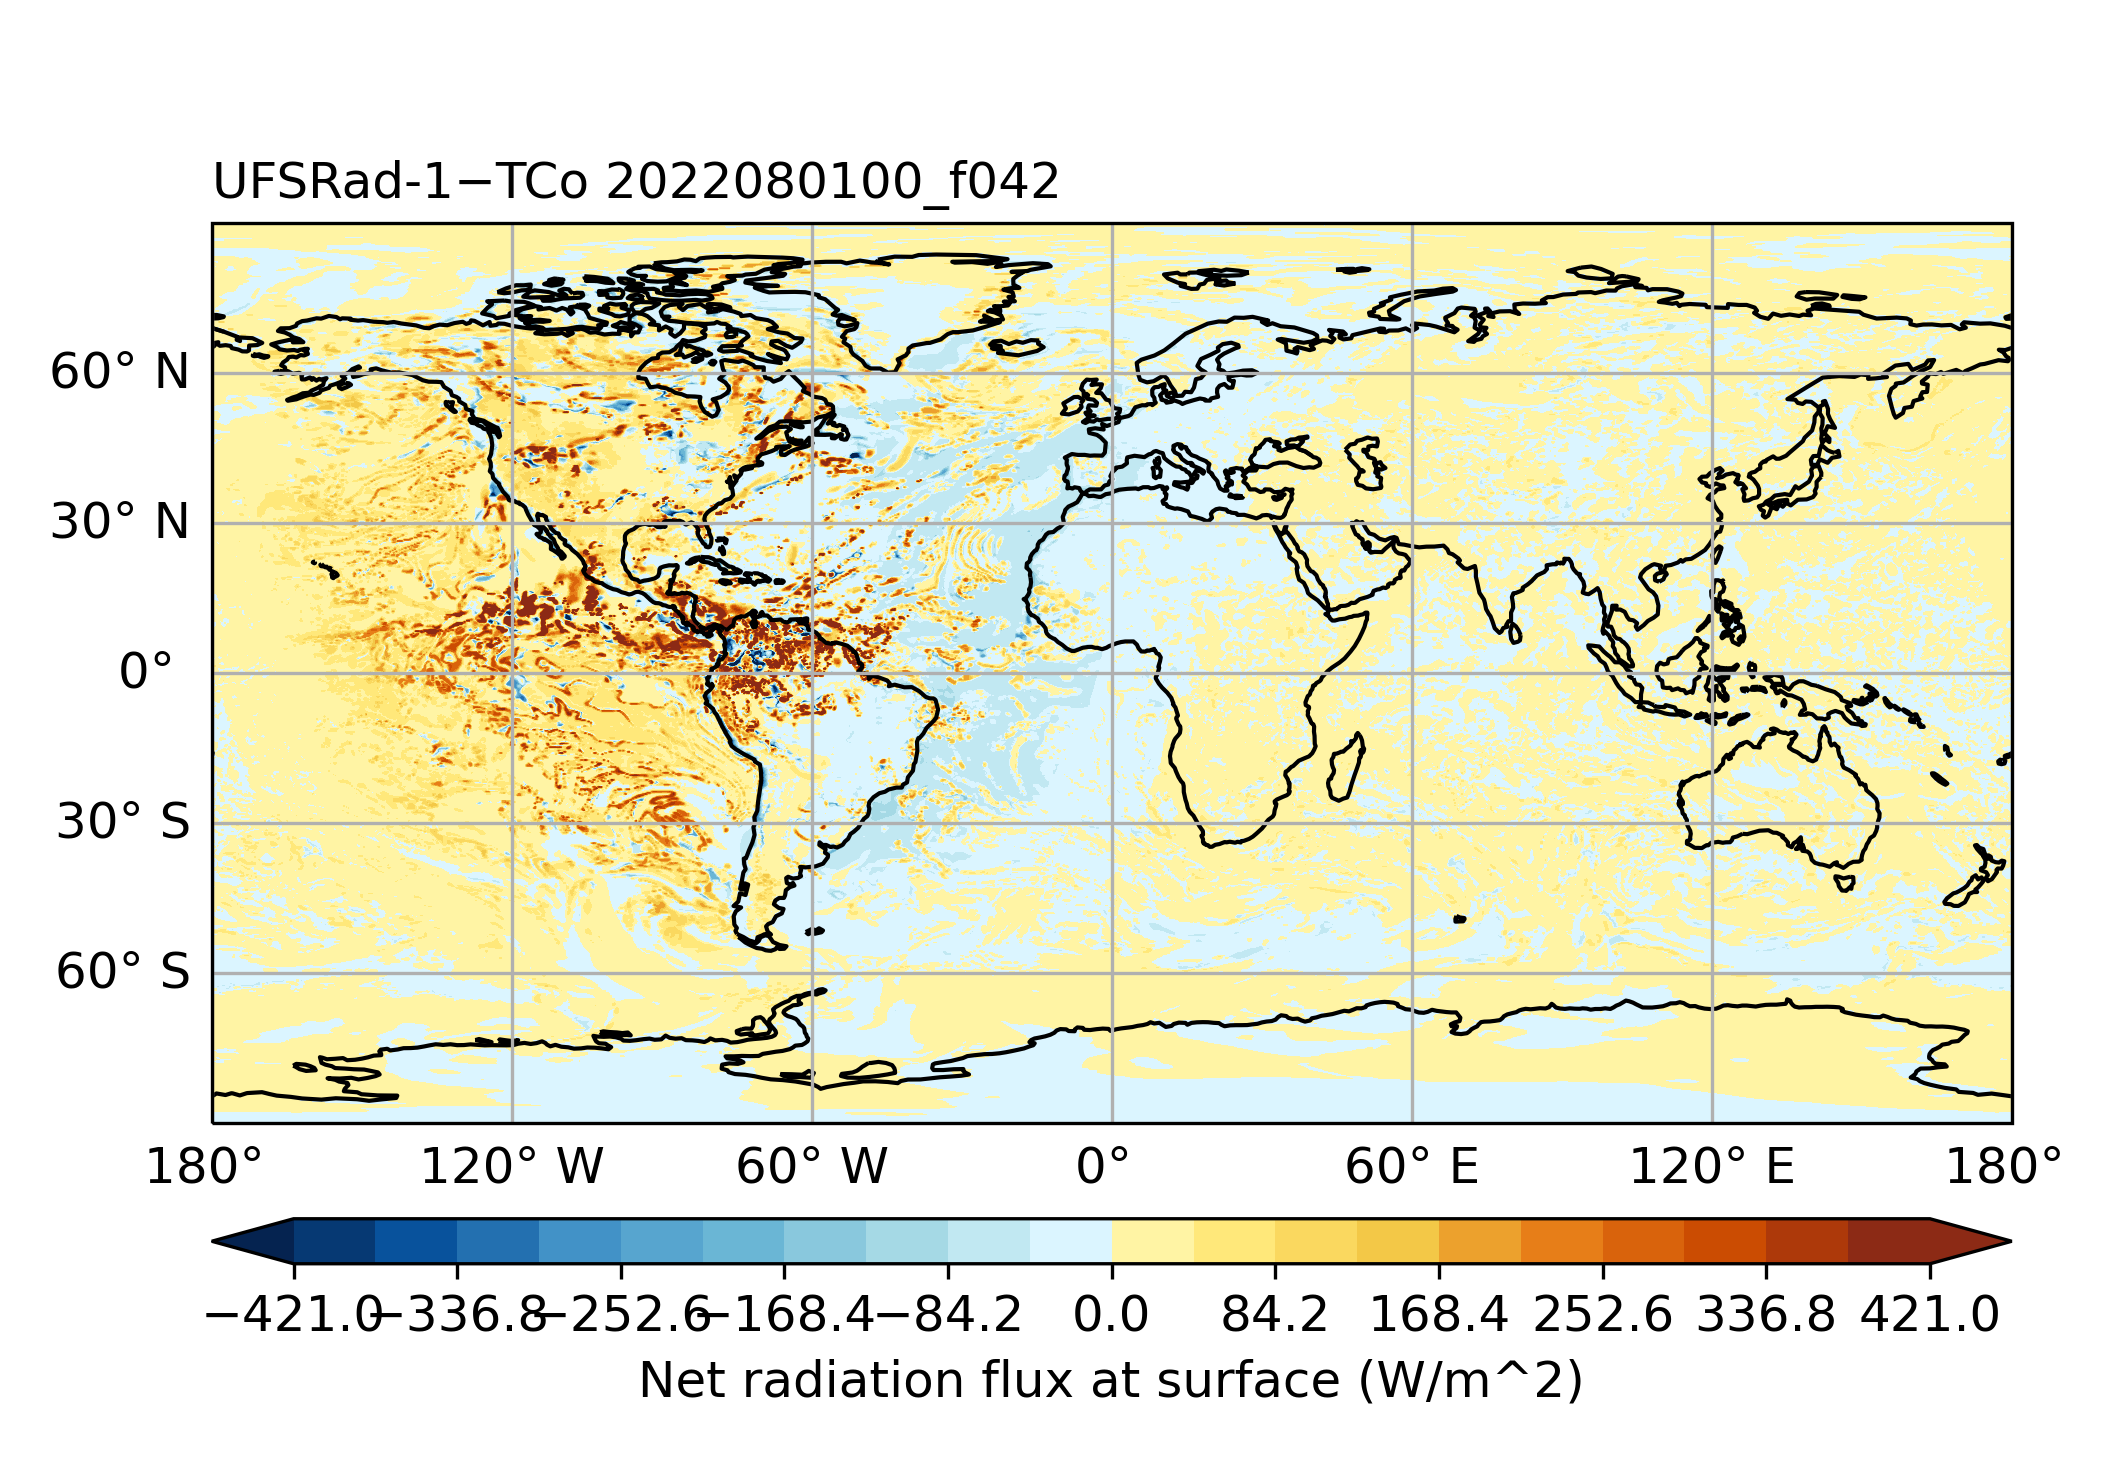 UFSRad-1−TCo 2022080100_f042
60° N
30° N
0°
30° S
60° S
180° 120° W 60° W 0° 60° E 120° E 180°
−421.0 −336.8 −252.6 −168.4 −84.2 0.0 84.2 168.4 252.6 336.8 421.0
Net radiation flux at surface (W/m^2)